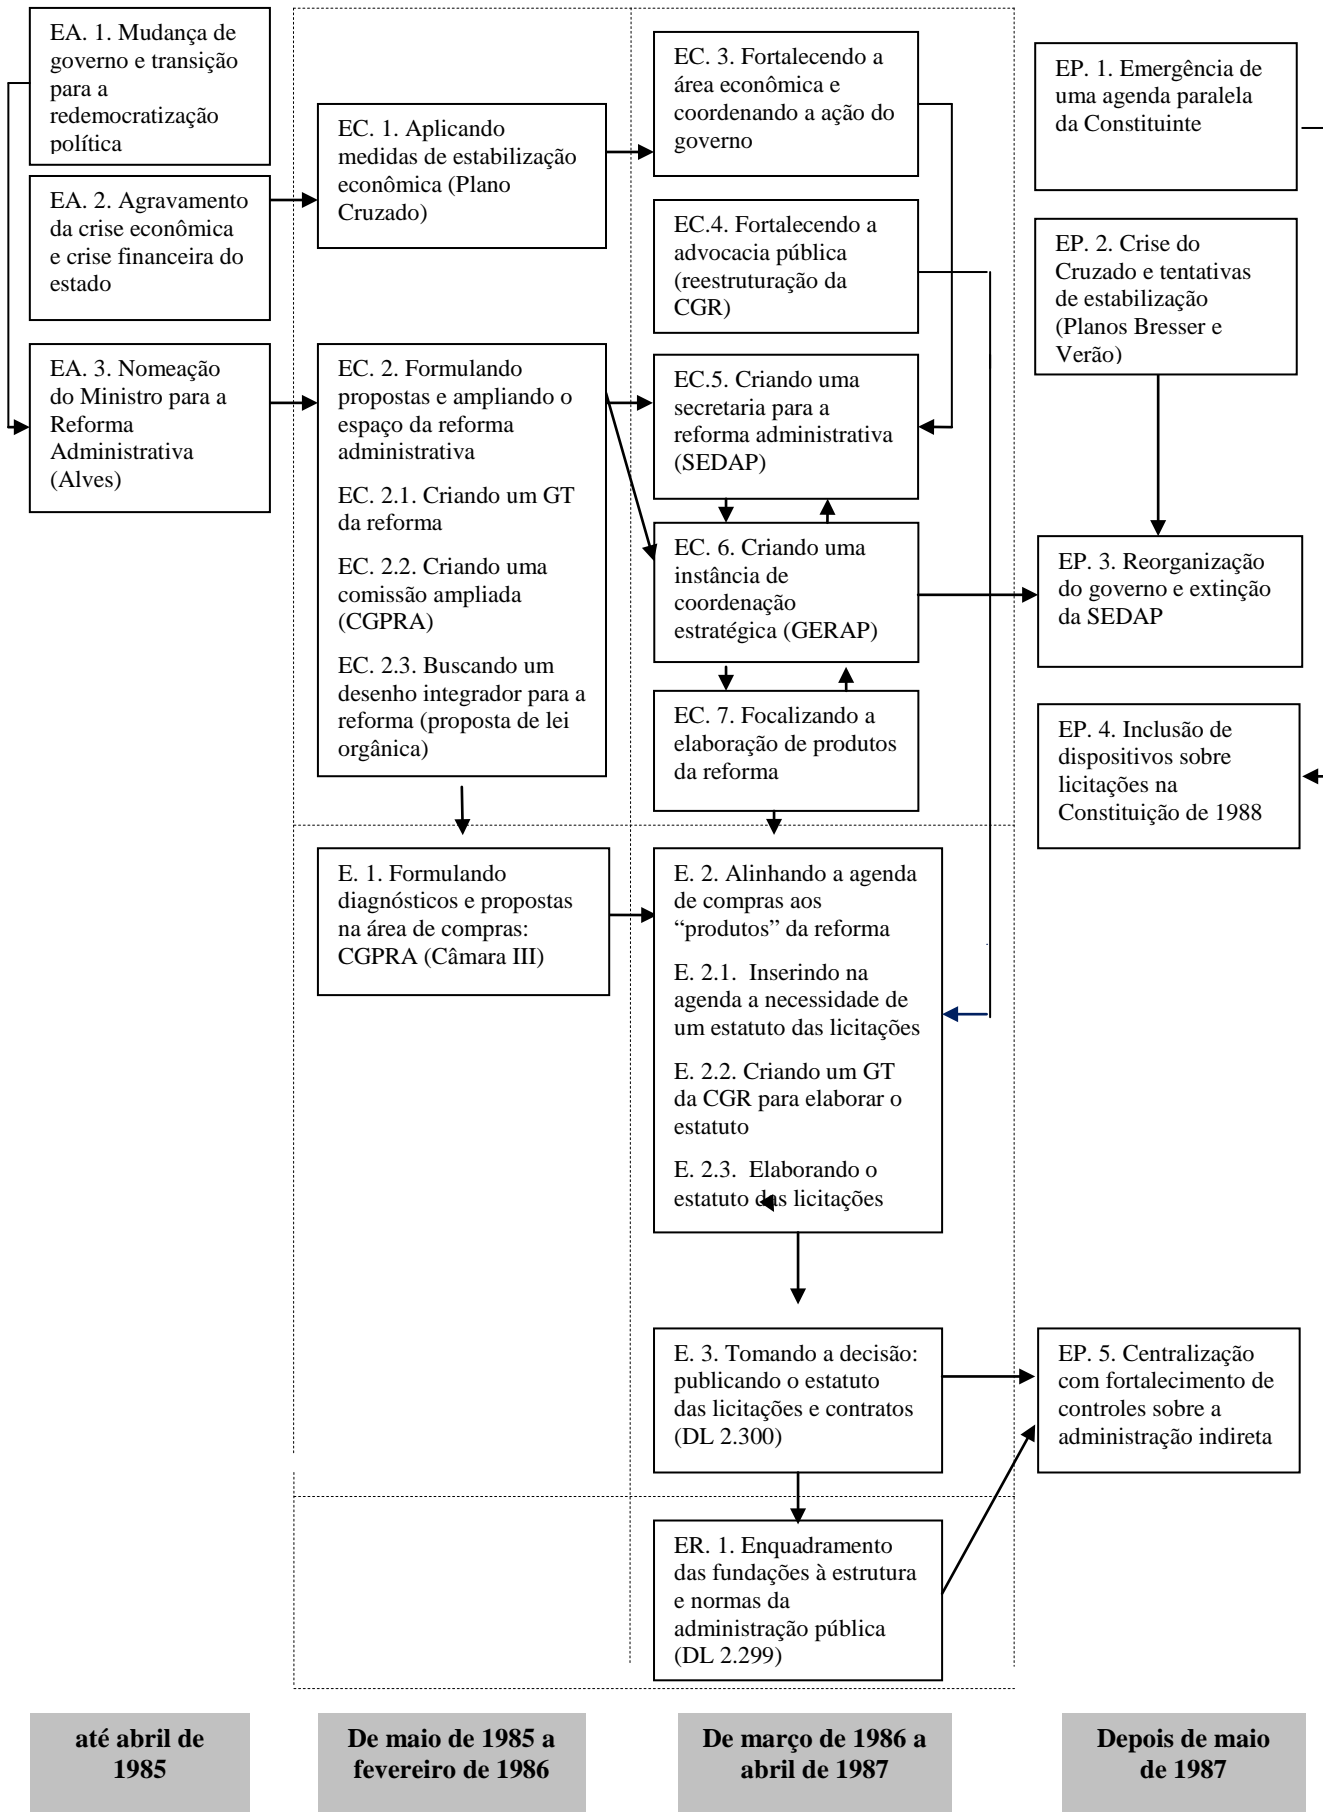 EA. 1. Mudança de
governo e transição
para a
redemocratização
política
EA. 2. Agravamento
da crise econômica
e crise financeira do
estado
EA. 3. Nomeação
do Ministro para a
Reforma
Administrativa
(Alves)
EC. 1. Aplicando
medidas de estabilização
econômica (Plano
Cruzado)
EC. 2. Formulando
propostas e ampliando o
espaço da reforma
administrativa
EC. 2.1. Criando um GT
da reforma
EC. 2.2. Criando uma
comissão ampliada
(CGPRA)
EC. 2.3. Buscando um
desenho integrador para a
reforma (proposta de lei
orgânica)
E. 1. Formulando
diagnósticos e propostas
na área de compras:
CGPRA (Câmara III)
EC. 3. Fortalecendo a
área econômica e
coordenando a ação do
governo
EC.4. Fortalecendo a
advocacia pública
(reestruturação da
CGR)
EC.5. Criando uma
secretaria para a
reforma administrativa
(SEDAP)
EC. 6. Criando uma
instância de
coordenação
estratégica (GERAP)
EC. 7. Focalizando a
elaboração de produtos
da reforma
E. 2. Alinhando a agenda
de compras aos
“produtos” da reforma
E. 2.1.  Inserindo na
agenda a necessidade de
um estatuto das licitações
E. 2.2. Criando um GT
da CGR para elaborar o
estatuto
E. 2.3.  Elaborando o
estatuto das licitações
E. 3. Tomando a decisão:
publicando o estatuto
das licitações e contratos
(DL 2.300)
ER. 1. Enquadramento
das fundações à estrutura
e normas da
administração pública
(DL 2.299)
EP. 1. Emergência de
uma agenda paralela
da Constituinte
EP. 2. Crise do
Cruzado e tentativas
de estabilização
(Planos Bresser e
Verão)
EP. 3. Reorganização
do governo e extinção
da SEDAP
EP. 4. Inclusão de
dispositivos sobre
licitações na
Constituição de 1988
EP. 5. Centralização
com fortalecimento de
controles sobre a
administração indireta
até abril de
1985
De maio de 1985 a
fevereiro de 1986
De março de 1986 a
abril de 1987
Depois de maio
de 1987